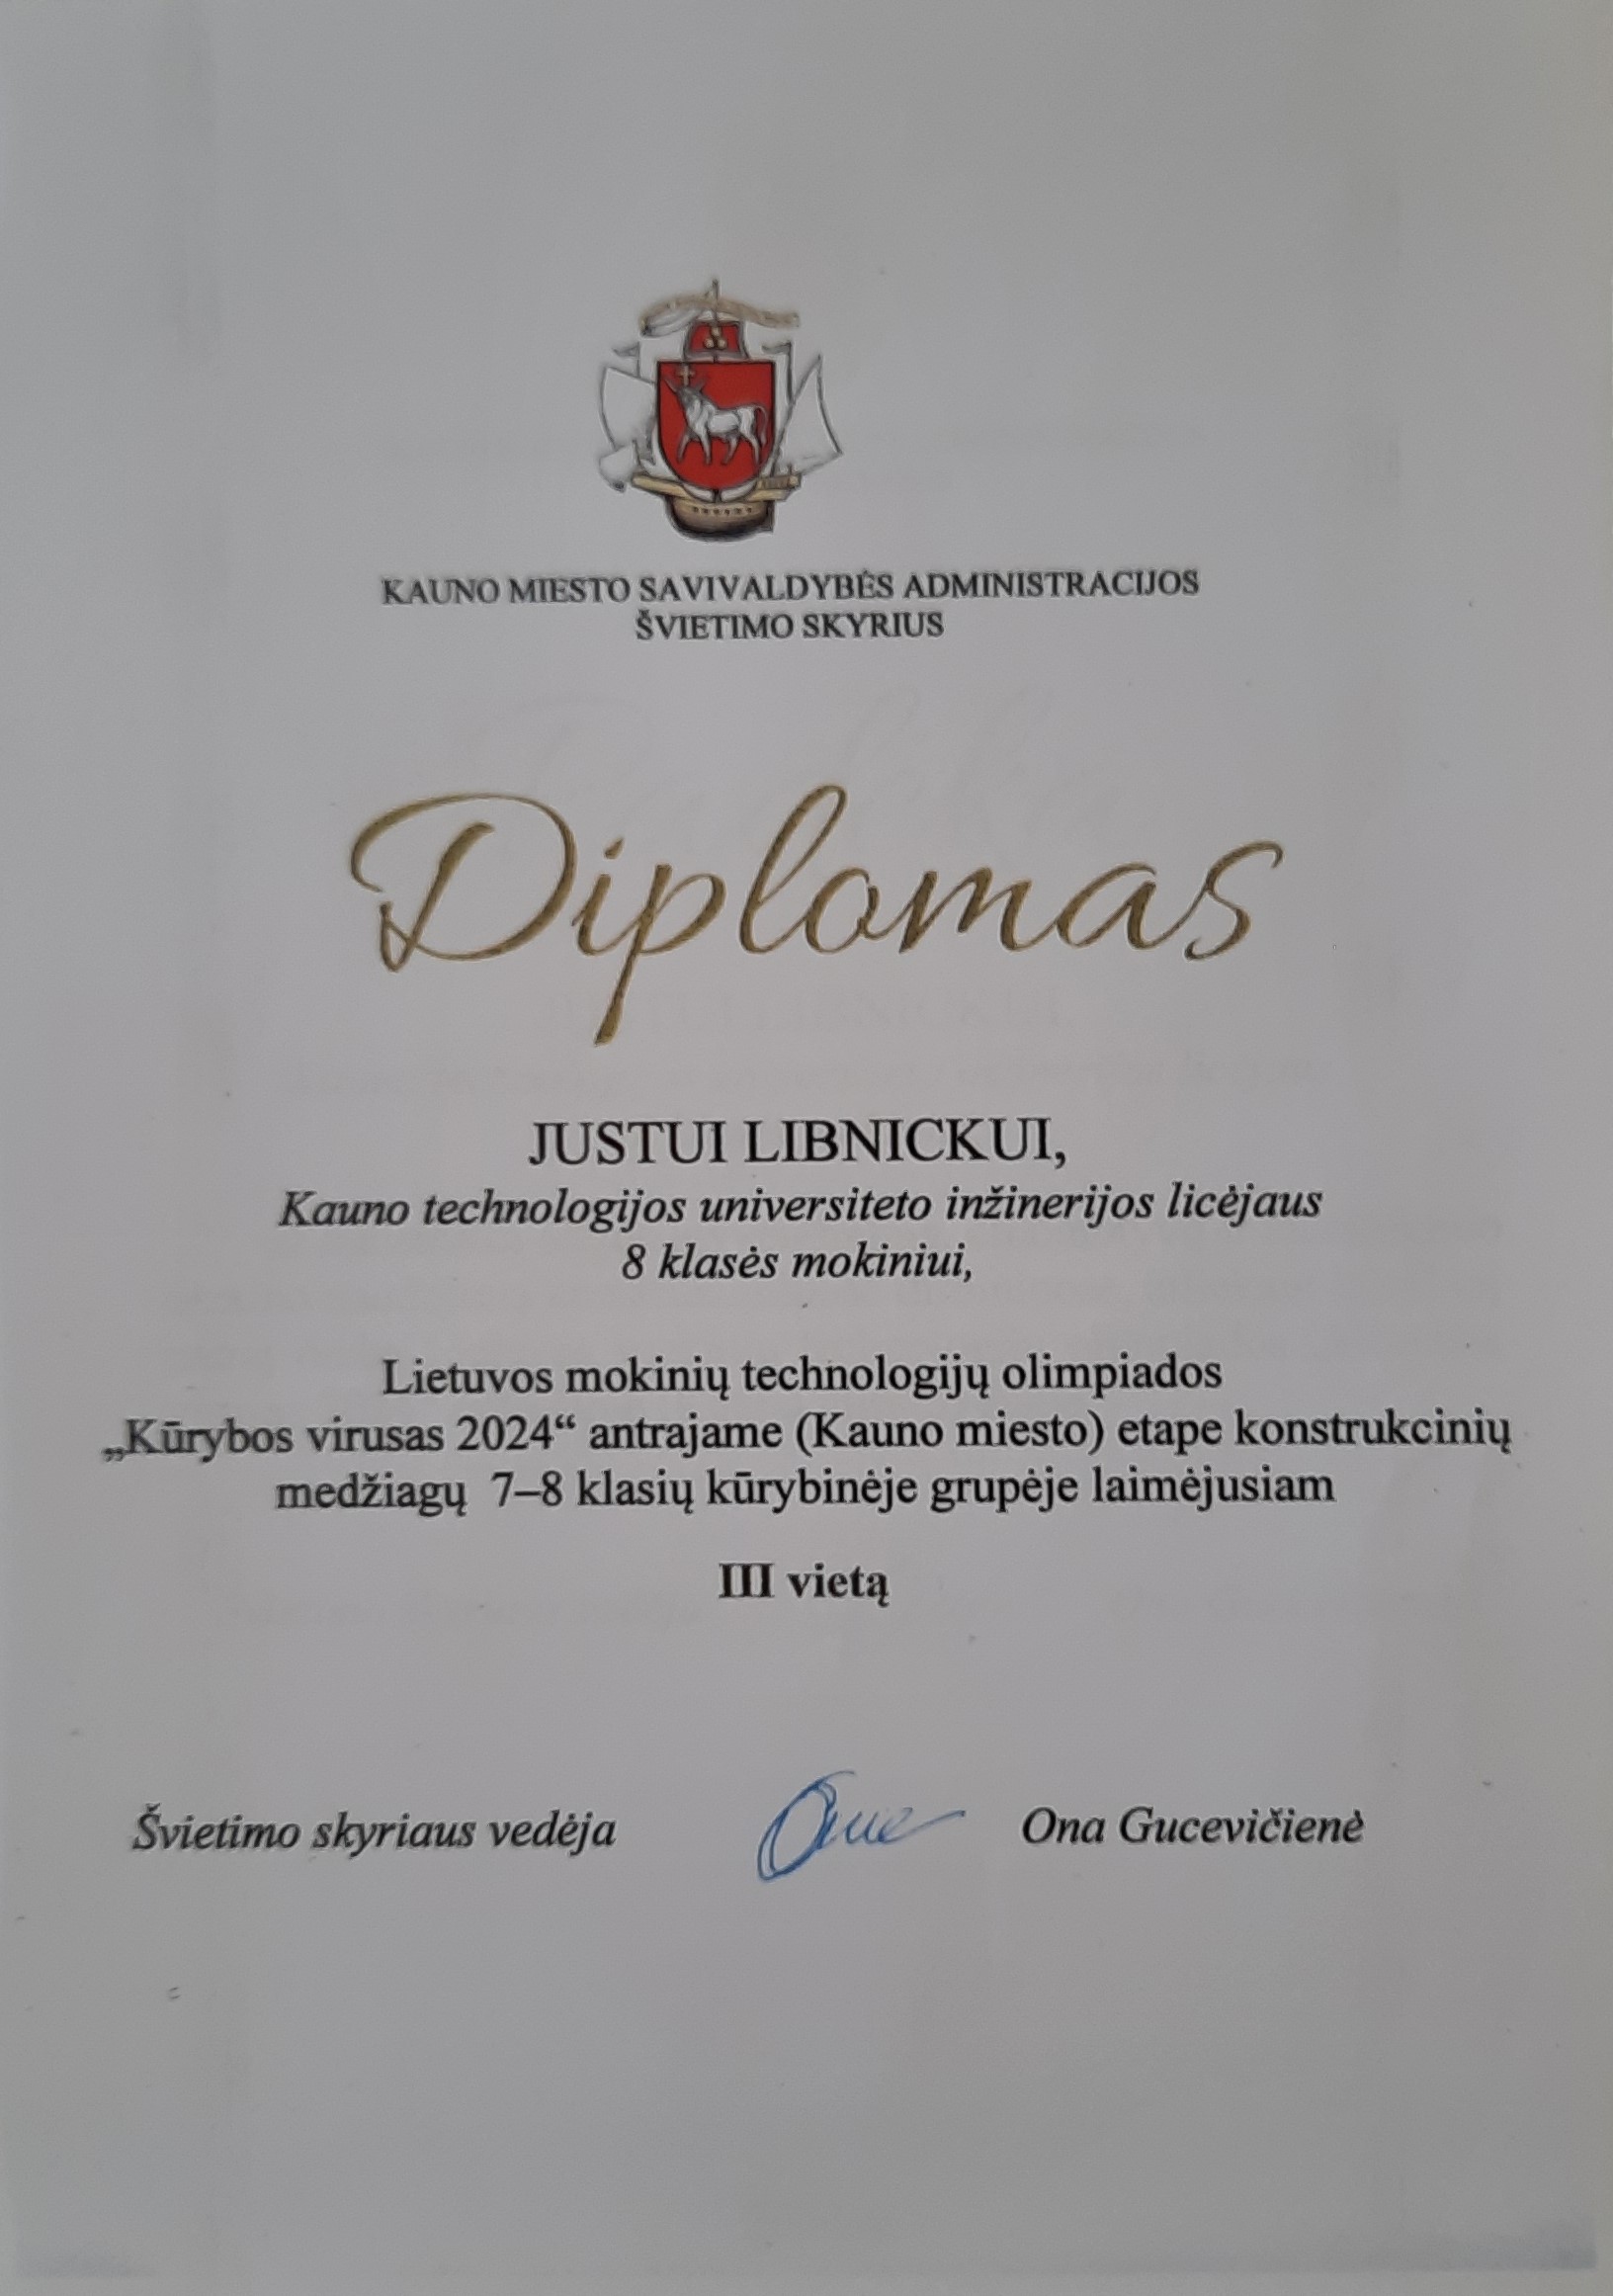 KAUNO MIESTO SAVIVALDYBĖS ADMINISTRACIJOS
ŠVIETIMO SKYRIUS
Diplomas
JUSTUI LIBNICKUI,
Kauno technologijos universiteto inžinerijos licėjaus
8 klasės mokiniui,
Lietuvos mokinių technologijų olimpiados
„Kūrybos virusas 2024“ antrajame (Kauno miesto) etape konstrukcinių
medžiagų 7–8 klasių kūrybinėje grupėje laimėjusiam
III vietą
Švietimo skyriaus vedėja Ona Gucevičienė